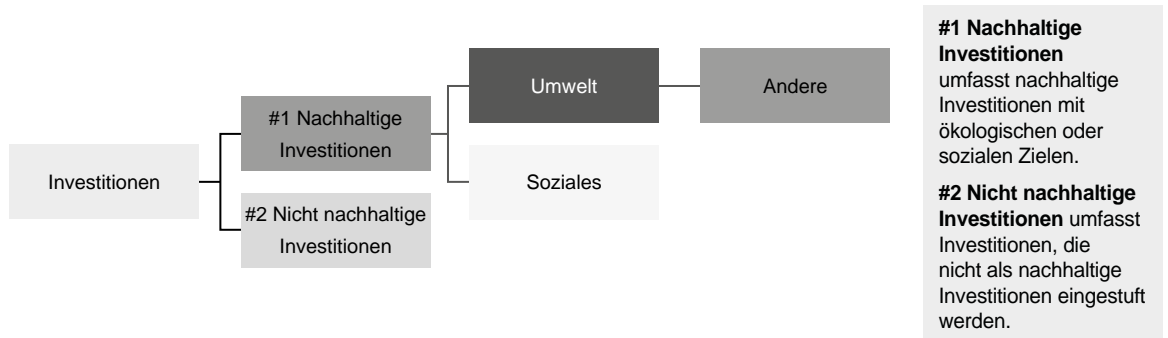 Investitionen
#1 Nachhaltige
Investitionen
#2 Nicht nachhaltige
Investitionen
Umwelt
Soziales
Andere
#1 Nachhaltige
Investitionen
umfasst nachhaltige
Investitionen mit
ökologischen oder
sozialen Zielen.
#2 Nicht nachhaltige
Investitionen umfasst
Investitionen, die
nicht als nachhaltige
Investitionen eingestuft
werden.